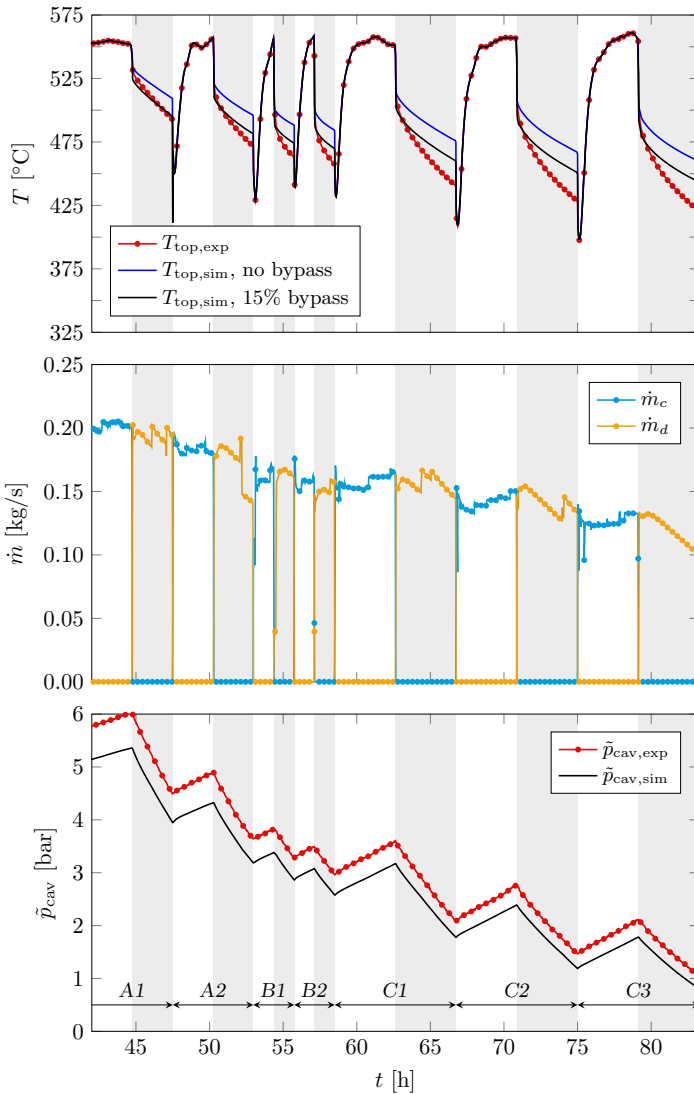 575
525
475
425
375
325
T [°C]
T_top,exp
T_top,sim, no bypass
T_top,sim, 15% bypass
0.25
0.20
0.15
0.10
0.05
0.00
ṁ [kg/s]
ṁ_c
ṁ_d
6
5
4
3
2
1
0
p̃_cav [bar]
p̃_cav,exp
p̃_cav,sim
A1 A2 B1 B2 C1 C2 C3
45 50 55 60 65 70 75 80
t [h]